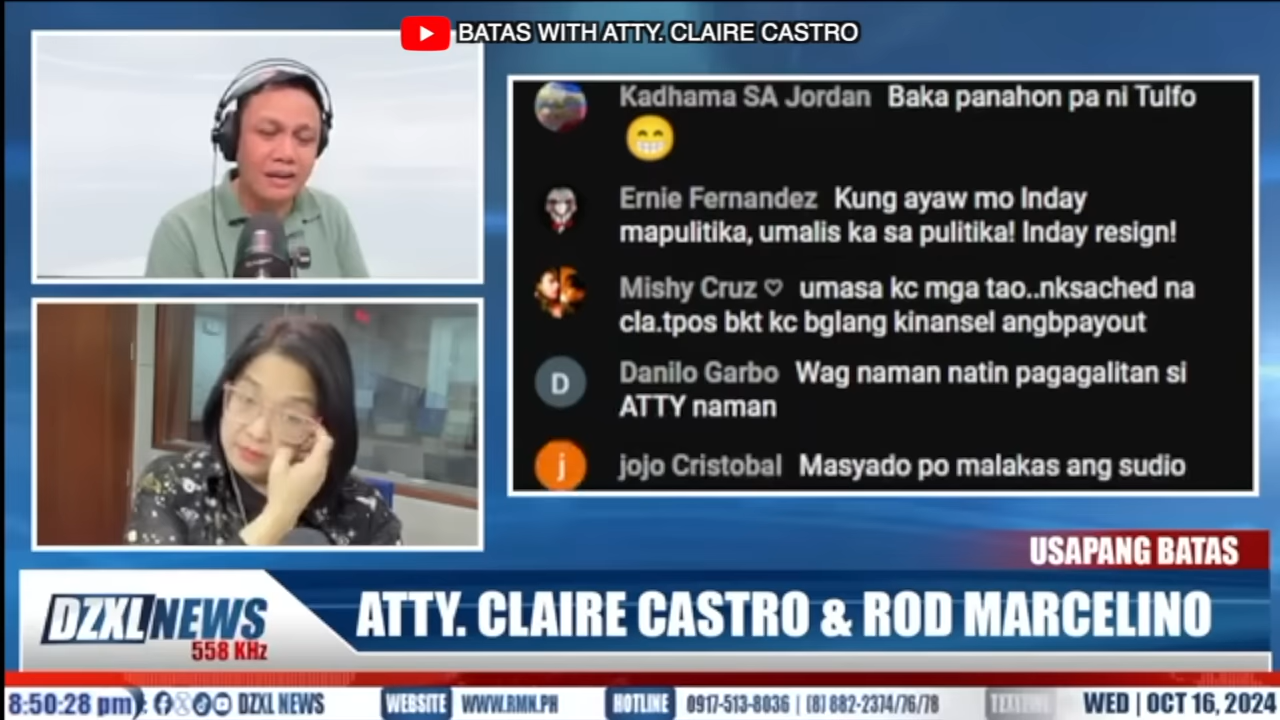 BATAS WITH ATTY. CLAIRE CASTRO
Kadhama SA Jordan Baka panahon pa ni Tulfo
Ernie Fernandez Kung ayaw mo Inday
mapulitika, umalis ka sa pulitika! Inday resign!
Mishy Cruz ♡ umasa kc mga tao..nksached na
cla.tpos bkt kc bglang kinansel angbpayout
D
Danilo Garbo Wag naman natin pagagalitan si
ATTY naman
j
jojo Cristobal Masyado po malakas ang sudio
USAPANG BATAS
DZXL NEWS
558 KHz
ATTY. CLAIRE CASTRO & ROD MARCELINO
8:50:28 pm DZXL NEWS WEBSITE WWW.RMN.PH HOTLINE 0917-513-8036 | (8) 882-2374/76/78 TEXTLINE WED | OCT 16, 2024